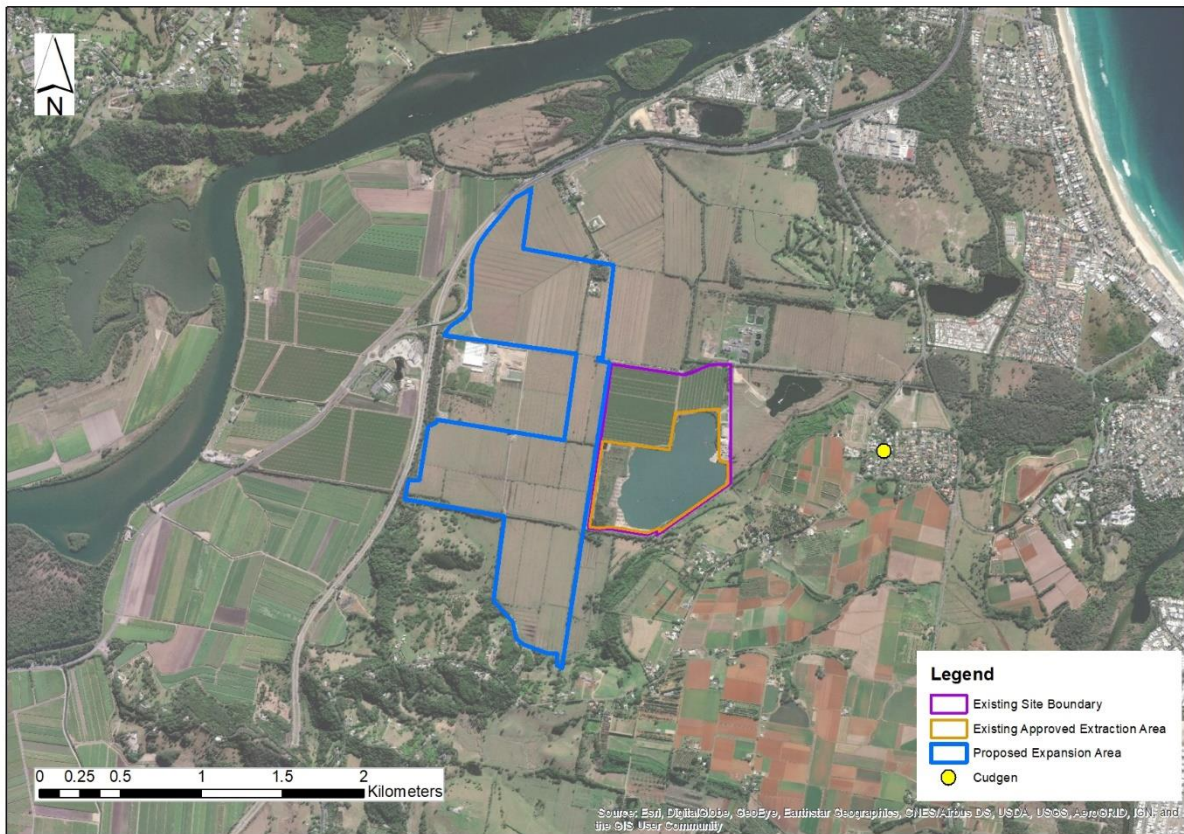 N
Legend
Existing Site Boundary
Existing Approved Extraction Area
Proposed Expansion Area
Cudgen
0 0.25 0.5 1 1.5 2
Kilometers
Source: Esri, DigitalGlobe, GeoEye, Earthstar Geographics, CNES/Airbus DS, USDA, USGS, AeroGRID, IGN, and
the GIS User Community